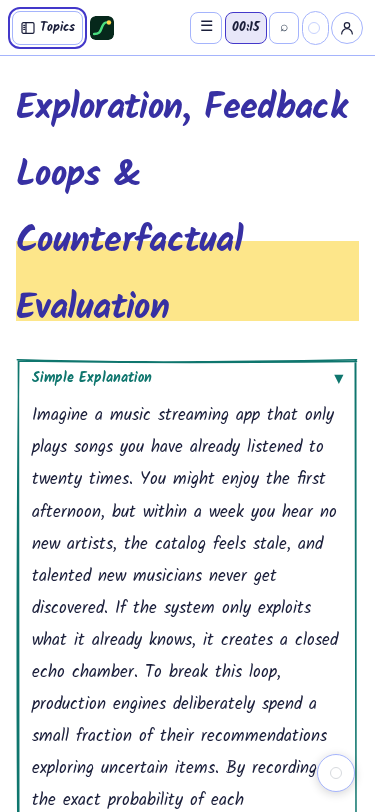 Topics
00:15
Exploration, Feedback
Loops &
Counterfactual
Evaluation
Simple Explanation
Imagine a music streaming app that only
plays songs you have already listened to
twenty times. You might enjoy the first
afternoon, but within a week you hear no
new artists, the catalog feels stale, and
talented new musicians never get
discovered. If the system only exploits
what it already knows, it creates a closed
echo chamber. To break this loop,
production engines deliberately spend a
small fraction of their recommendations
exploring uncertain items. By recording
the exact probability of each